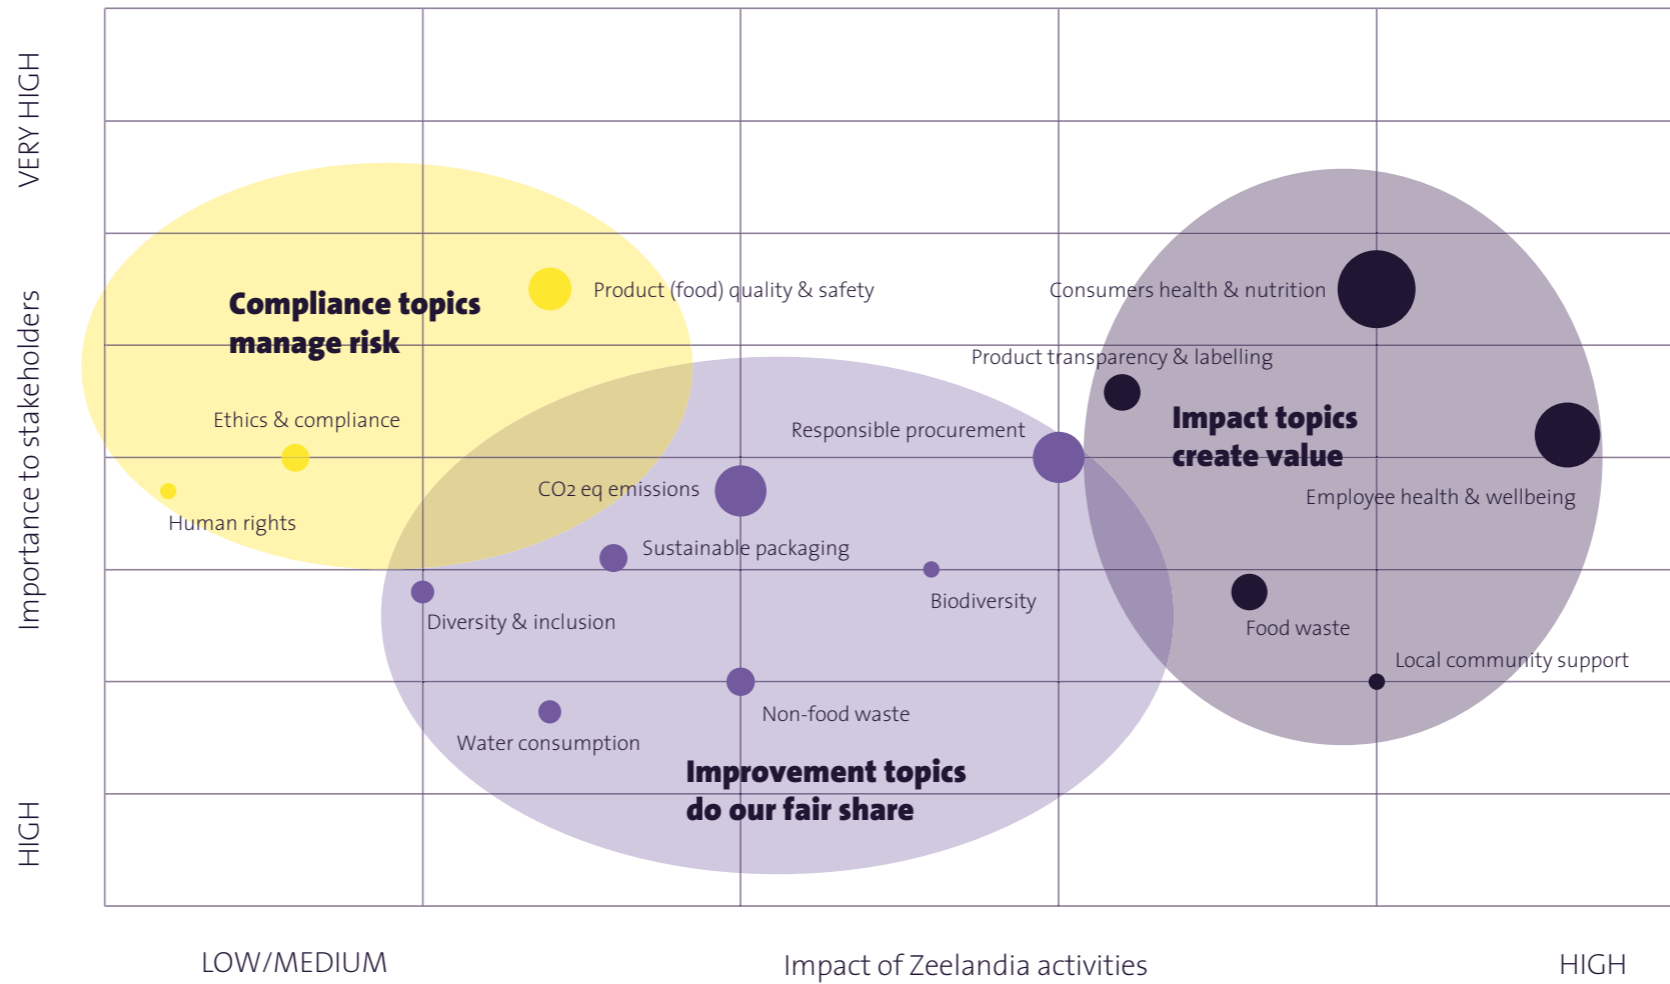 VERY HIGH
Importance to stakeholders
HIGH
Compliance topics
manage risk
Product (food) quality & safety
Ethics & compliance
Human rights
Consumers health & nutrition
Product transparency & labelling
Impact topics
create value
Employee health & wellbeing
Food waste
Local community support
Responsible procurement
CO2 eq emissions
Sustainable packaging
Biodiversity
Diversity & inclusion
Non-food waste
Water consumption
Improvement topics
do our fair share
LOW/MEDIUM
Impact of Zeelandia activities
HIGH